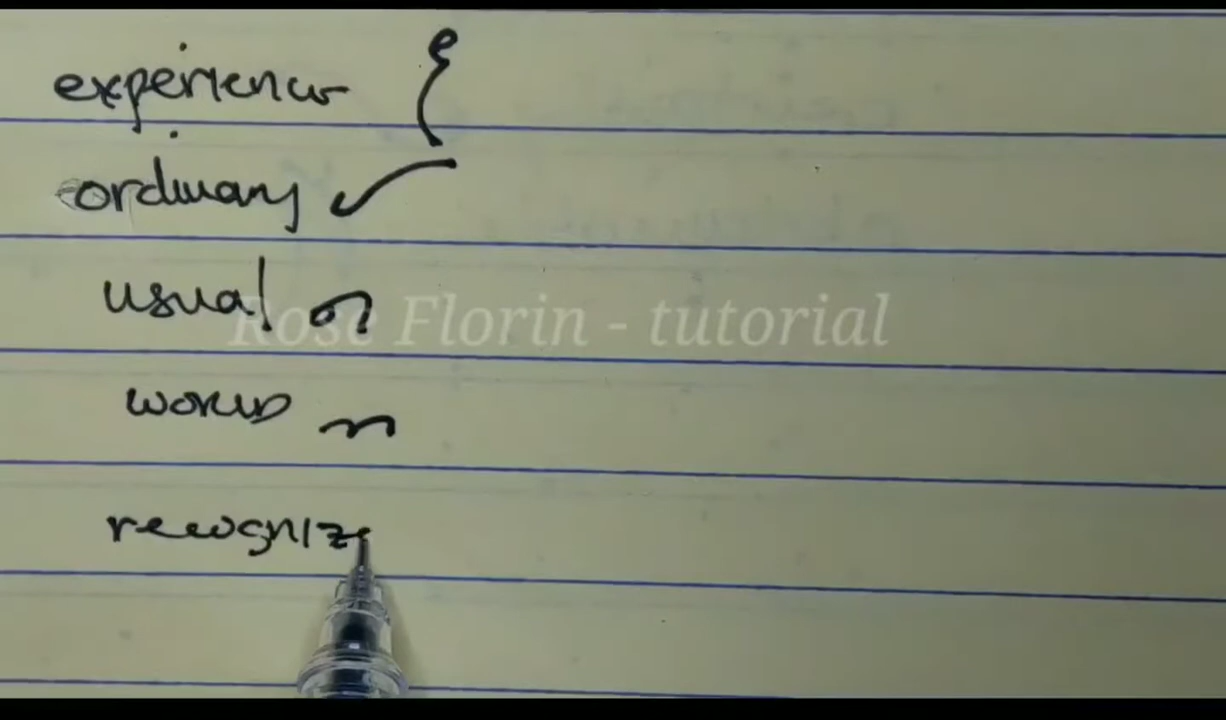 experience
ordinary
usual
Rose Florin - tutorial
world
recognize